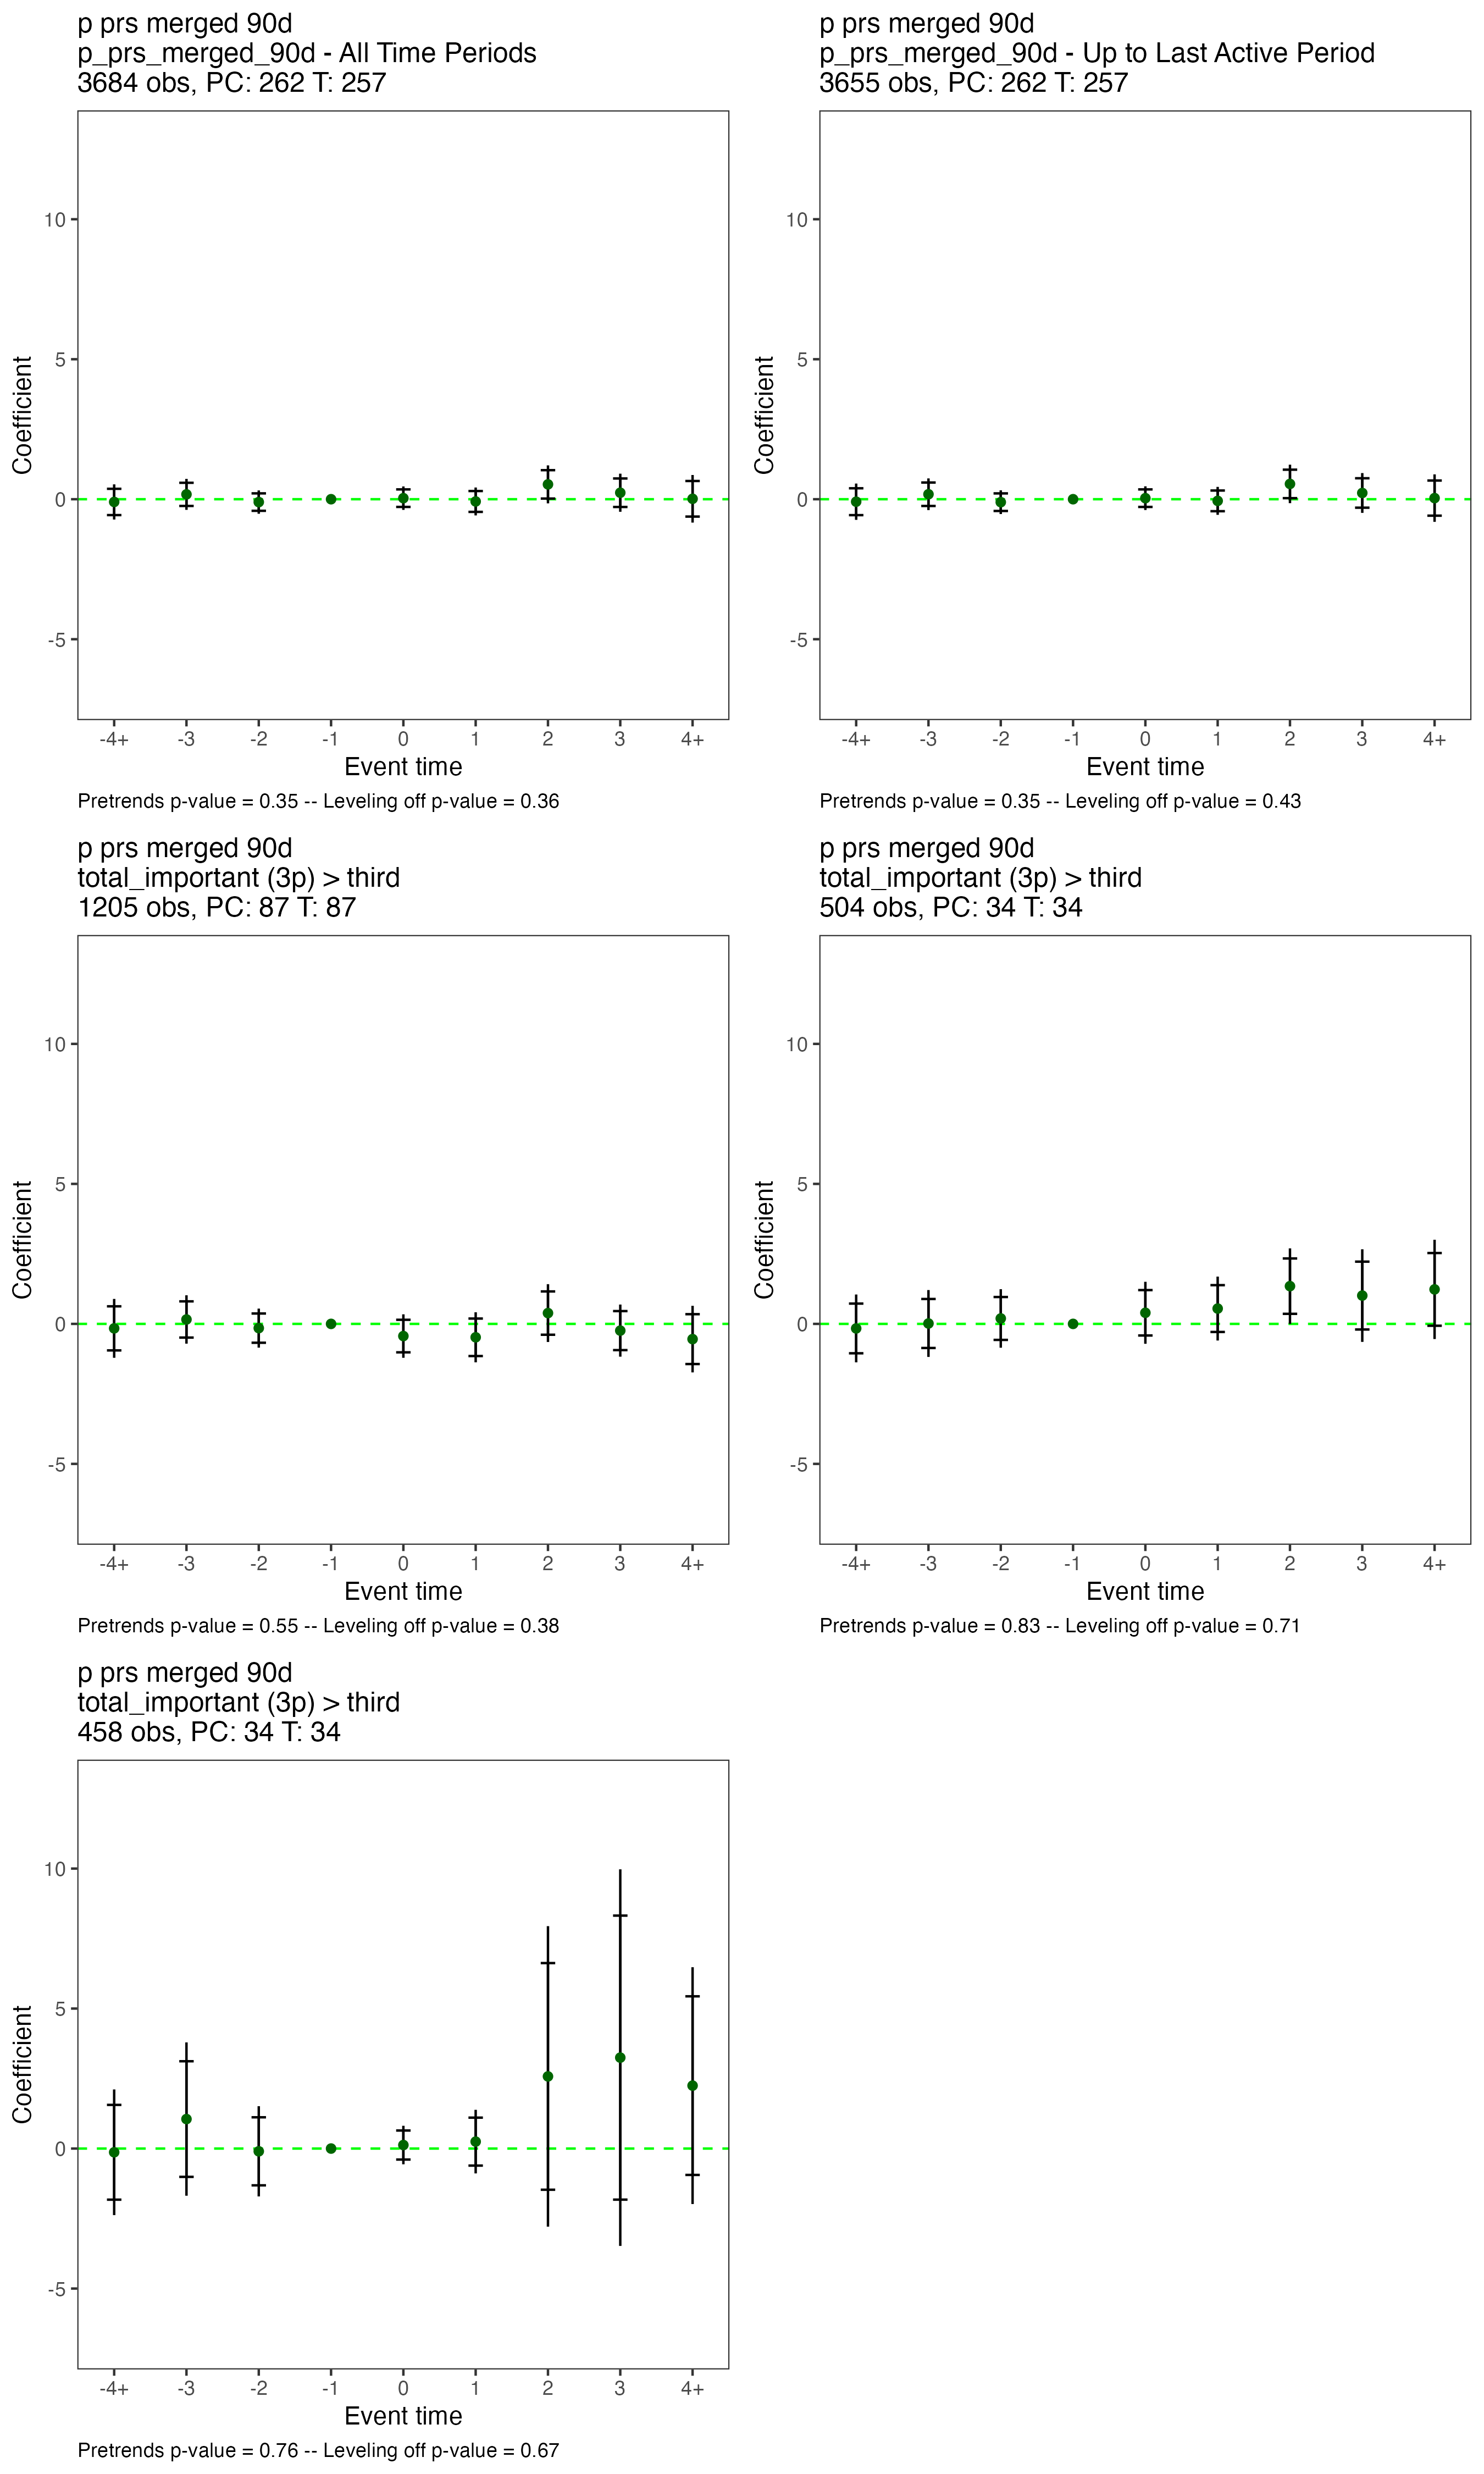 p prs merged 90d
p_prs_merged_90d - All Time Periods
3684 obs, PC: 262 T: 257
Coefficient
10
5
0
-5
-4+ -3 -2 -1 0 1 2 3 4+
Event time
Pretrends p-value = 0.35 -- Leveling off p-value = 0.36
p prs merged 90d
p_prs_merged_90d - Up to Last Active Period
3655 obs, PC: 262 T: 257
Coefficient
10
5
0
-5
-4+ -3 -2 -1 0 1 2 3 4+
Event time
Pretrends p-value = 0.35 -- Leveling off p-value = 0.43
p prs merged 90d
total_important (3p) > third
1205 obs, PC: 87 T: 87
Coefficient
10
5
0
-5
-4+ -3 -2 -1 0 1 2 3 4+
Event time
Pretrends p-value = 0.55 -- Leveling off p-value = 0.38
p prs merged 90d
total_important (3p) > third
504 obs, PC: 34 T: 34
Coefficient
10
5
0
-5
-4+ -3 -2 -1 0 1 2 3 4+
Event time
Pretrends p-value = 0.83 -- Leveling off p-value = 0.71
p prs merged 90d
total_important (3p) > third
458 obs, PC: 34 T: 34
Coefficient
10
5
0
-5
-4+ -3 -2 -1 0 1 2 3 4+
Event time
Pretrends p-value = 0.76 -- Leveling off p-value = 0.67